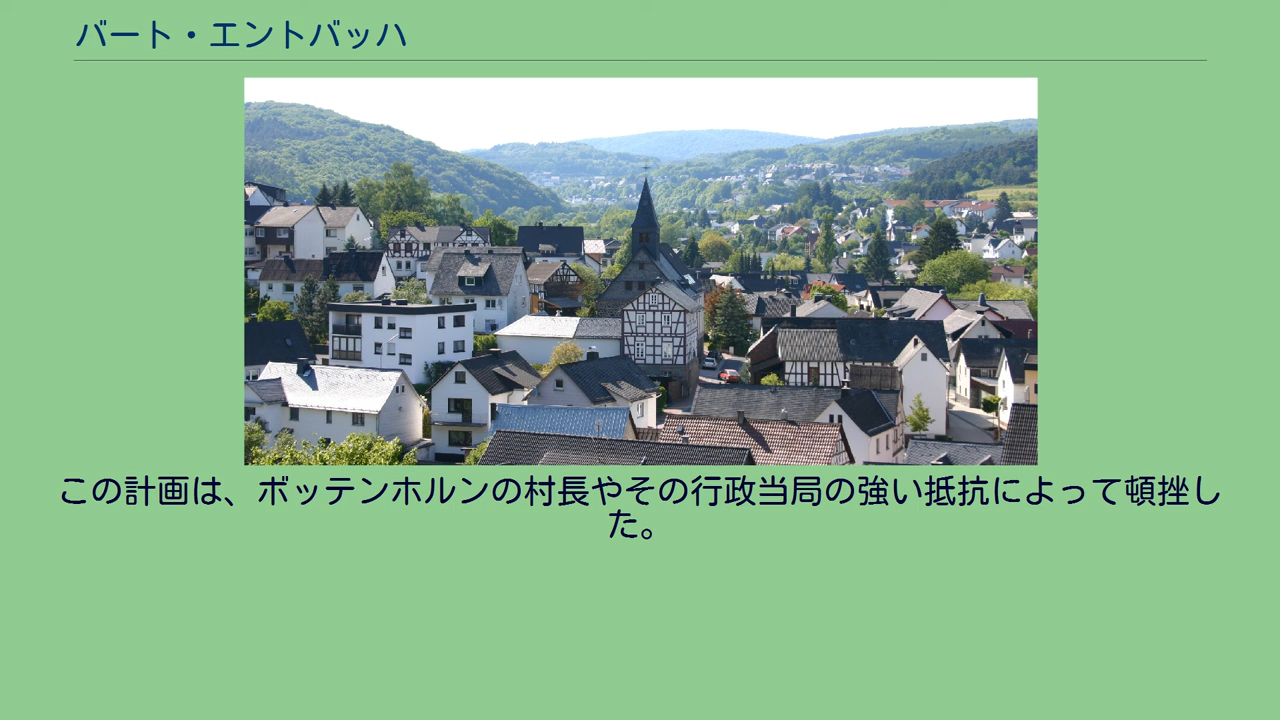 バート・エントバッハ
この計画は、ボッテンホルンの村長やその行政当局の強い抵抗によって頓挫し
た。